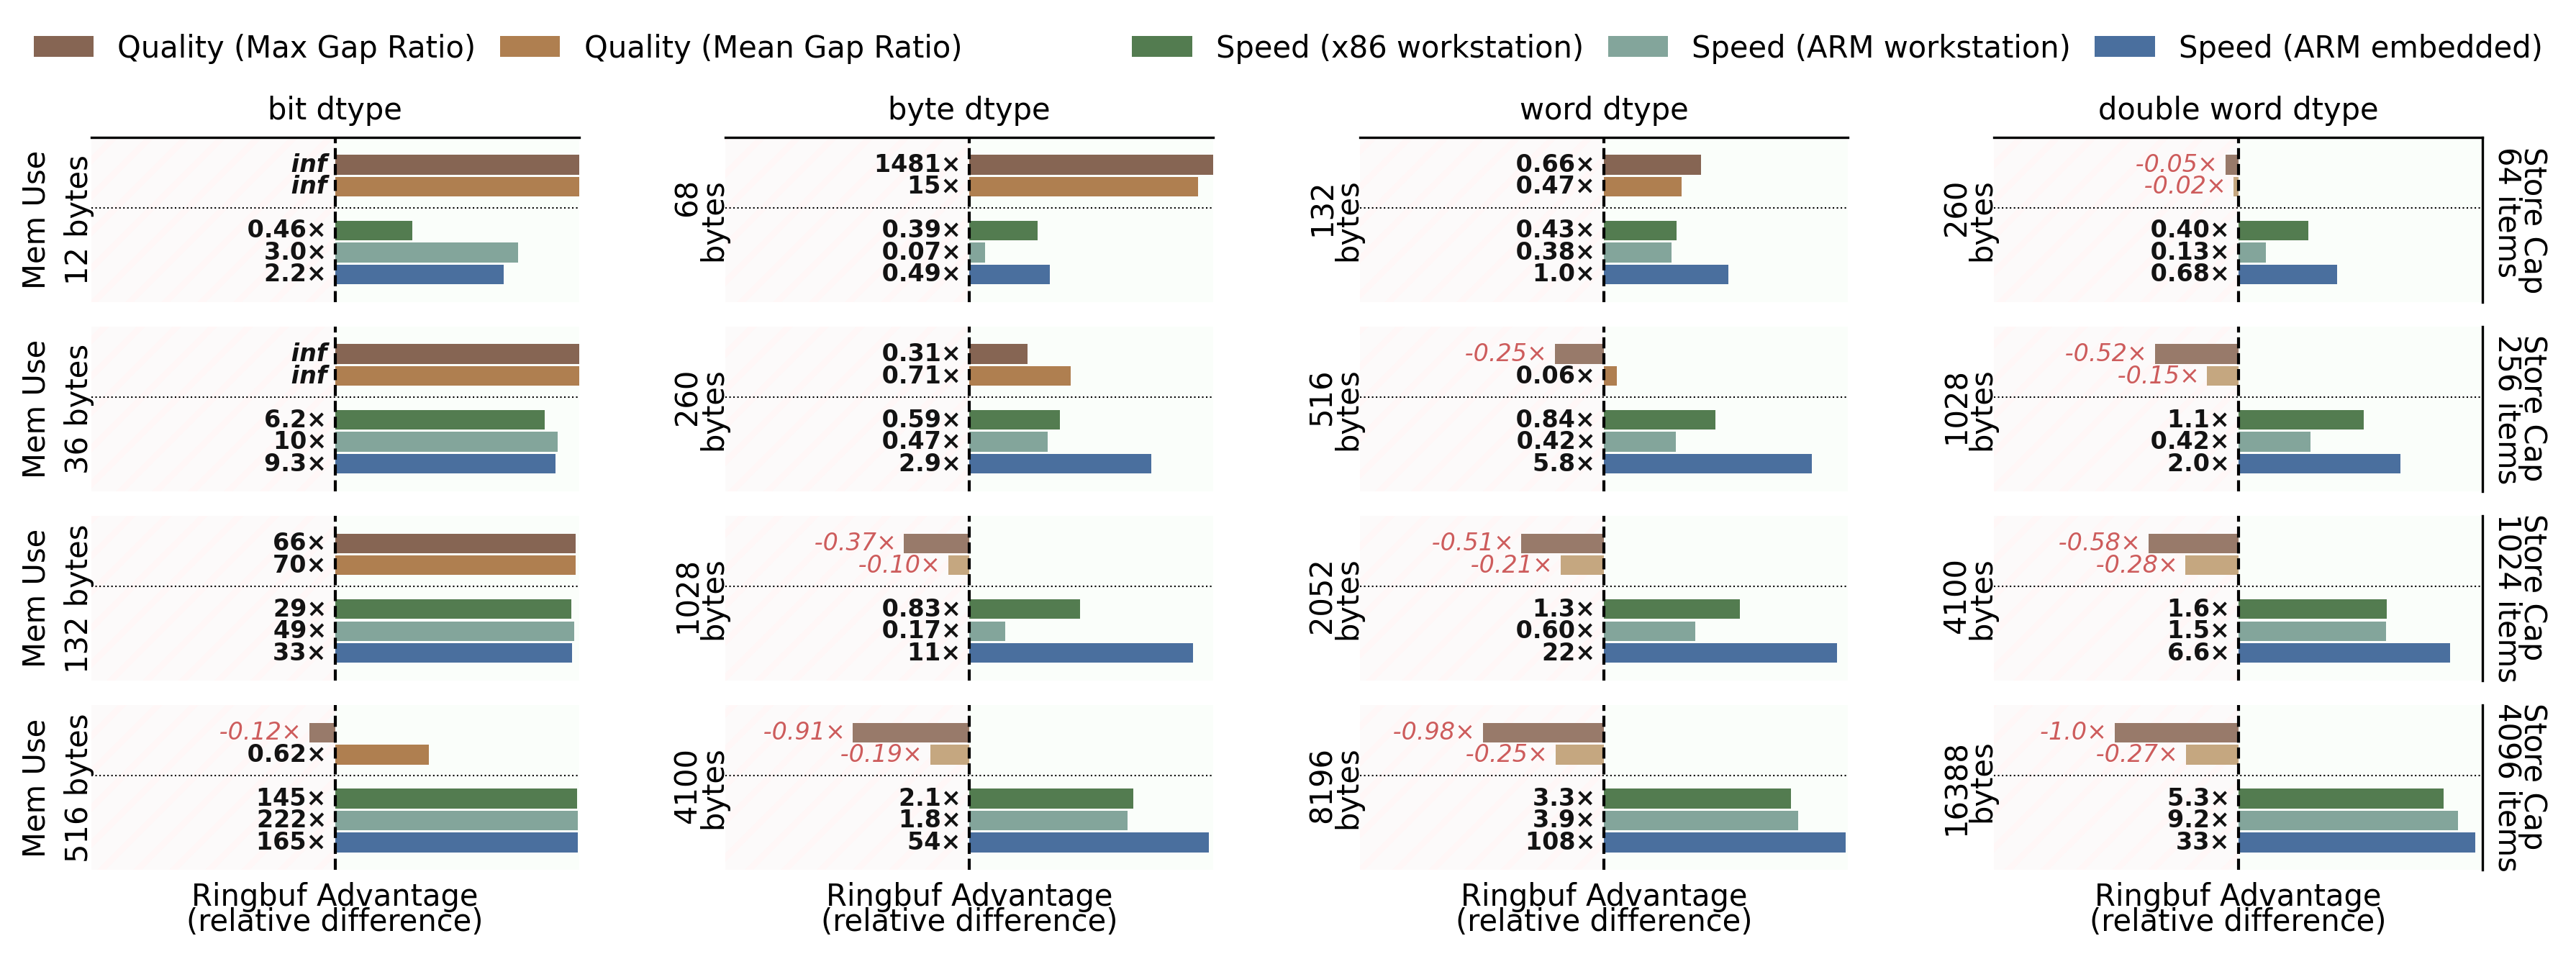 Quality (Max Gap Ratio) Quality (Mean Gap Ratio) Speed (x86 workstation) Speed (ARM workstation) Speed (ARM embedded)
bit dtype
byte dtype
word dtype
double word dtype
Mem Use
12 bytes
inf
inf
0.46×
3.0×
2.2×
68
bytes
1481×
15×
0.39×
0.07×
0.49×
132
bytes
0.66×
0.47×
0.43×
0.38×
1.0×
260
bytes
-0.05×
-0.02×
0.40×
0.13×
0.68×
Store Cap
64 items
Mem Use
36 bytes
inf
inf
6.2×
10×
9.3×
260
bytes
0.31×
0.71×
0.59×
0.47×
2.9×
516
bytes
-0.25×
0.06×
0.84×
0.42×
5.8×
1028
bytes
-0.52×
-0.15×
1.1×
0.42×
2.0×
Store Cap
256 items
Mem Use
132 bytes
66×
70×
29×
49×
33×
1028
bytes
-0.37×
-0.10×
0.83×
0.17×
11×
2052
bytes
-0.51×
-0.21×
1.3×
0.60×
22×
4100
bytes
-0.58×
-0.28×
1.6×
1.5×
6.6×
Store Cap
1024 items
Mem Use
516 bytes
-0.12×
0.62×
145×
222×
165×
4100
bytes
-0.91×
-0.19×
2.1×
1.8×
54×
8196
bytes
-0.98×
-0.25×
3.3×
3.9×
108×
16388
bytes
-1.0×
-0.27×
5.3×
9.2×
33×
Store Cap
4096 items
Ringbuf Advantage
(relative difference)
Ringbuf Advantage
(relative difference)
Ringbuf Advantage
(relative difference)
Ringbuf Advantage
(relative difference)